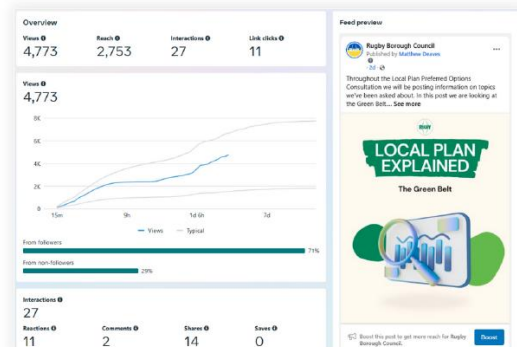 Overview
Views
Reach
Interactions
Link clicks
4,773
2,753
27
11
Views
4,773
8K
6K
4K
2K
0
15m
9h
1d 6h
7d
Views
Typical
From followers
71%
From non-followers
29%
Interactions
27
Reactions
Comments
Shares
Saves
11
2
14
0
Feed preview
Rugby Borough Council
Published by Matthew Deaves
· 2d ·
Throughout the Local Plan Preferred Options
Consultation we will be posting information on topics
we've been asked about. In this post we are looking at
the Green Belt... See more
LOCAL PLAN
EXPLAINED
The Green Belt
Boost this post to get more reach for Rugby
Borough Council.
Boost